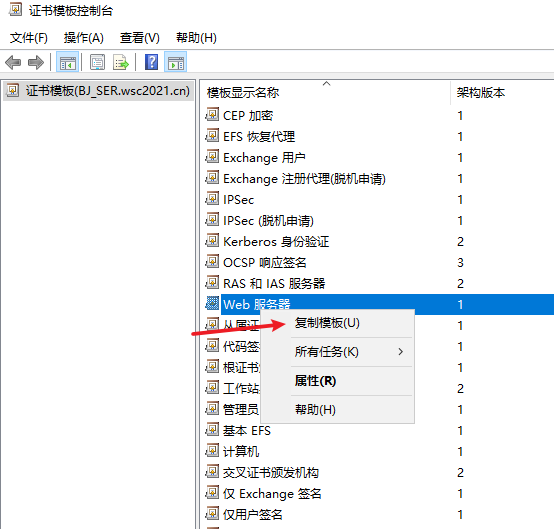 证书模板控制台
文件(F) 操作(A) 查看(V) 帮助(H)
证书模板(BJ_SER.wsc2021.cn)
模板显示名称 架构版本
CEP 加密 1
EFS 恢复代理 1
Exchange 用户 1
Exchange 注册代理(脱机申请) 1
IPSec 1
IPSec (脱机申请) 1
Kerberos 身份验证 2
OCSP 响应签名 3
RAS 和 IAS 服务器 2
Web 服务器 1
从属证 1
复制模板(U)
代码签 1
所有任务(K)
根证书 1
属性(R)
工作站 2
管理员 1
帮助(H)
基本 EFS 1
计算机 1
交叉证书颁发机构 2
仅 Exchange 签名 1
仅用户签名 1